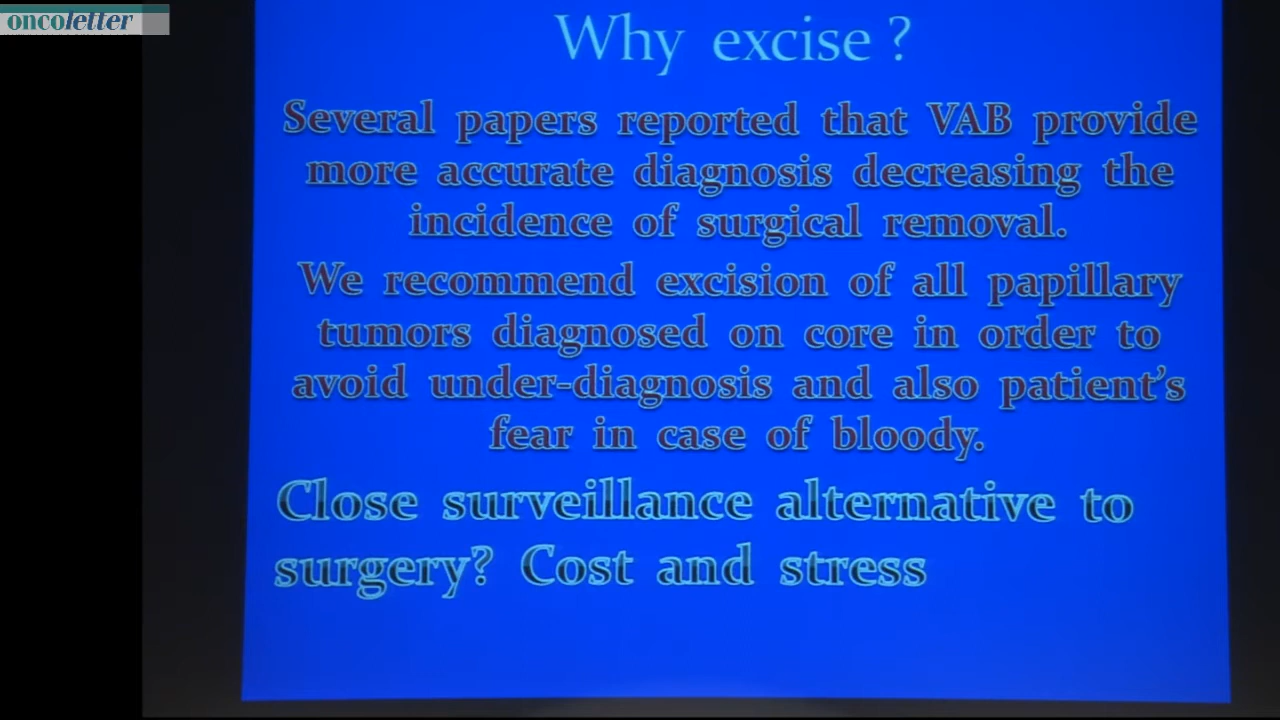 oncoletter
Why excise ?
Several papers reported that VAB provide
more accurate diagnosis decreasing the
incidence of surgical removal.
We recommend excision of all papillary
tumors diagnosed on core in order to
avoid under-diagnosis and also patient's
fear in case of bloody.
Close surveillance alternative to
surgery? Cost and stress